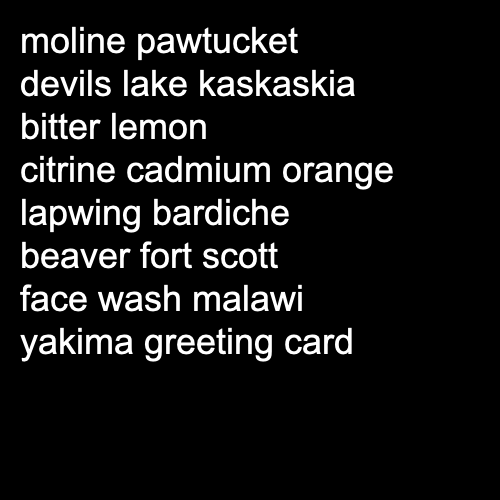 moline pawtucket
devils lake kaskaskia
bitter lemon
citrine cadmium orange
lapwing bardiche
beaver fort scott
face wash malawi
yakima greeting card